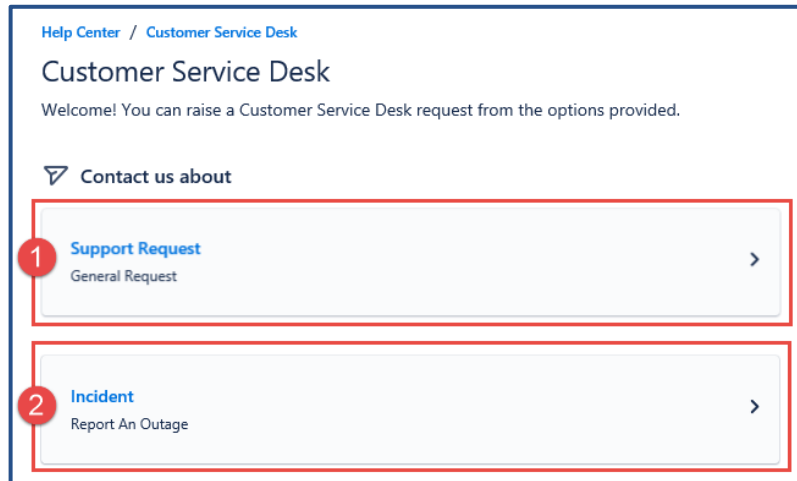 Help Center / Customer Service Desk
Customer Service Desk
Welcome! You can raise a Customer Service Desk request from the options provided.
Contact us about
1
Support Request
General Request
2
Incident
Report An Outage